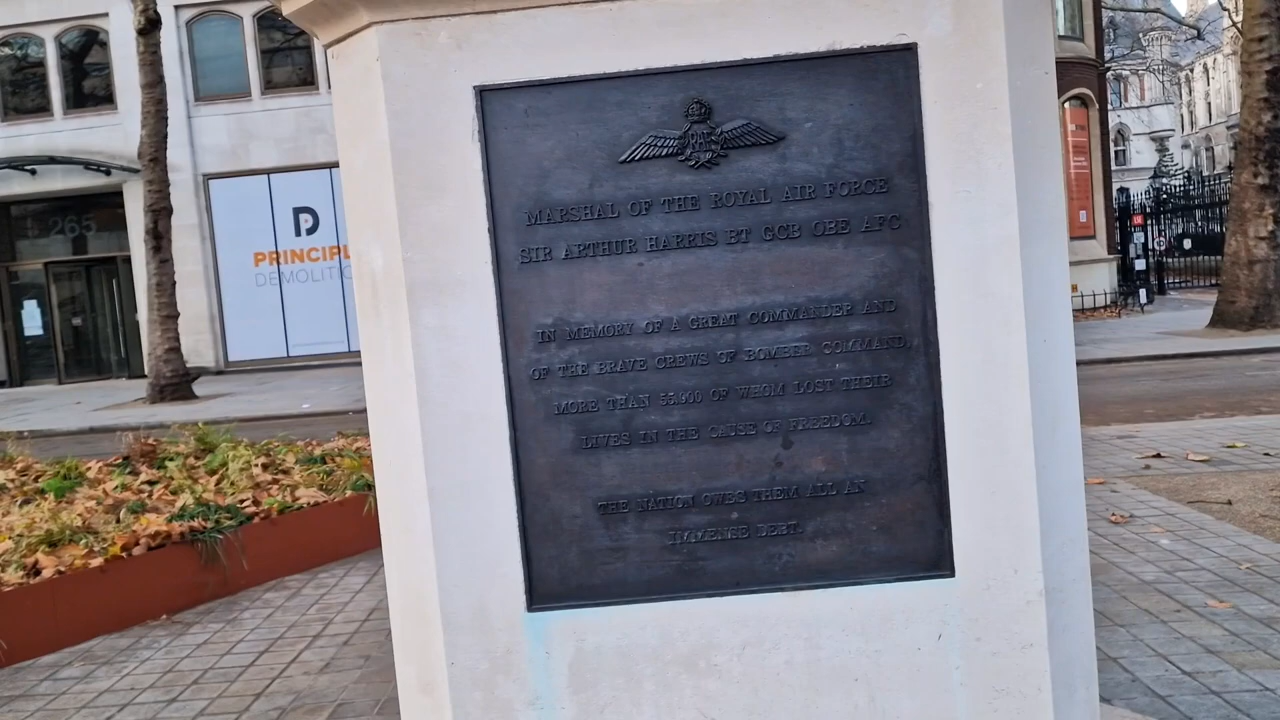 RAF
MARSHAL OF THE ROYAL AIR FORCE
SIR ARTHUR HARRIS BT GCB OBE AFC
IN MEMORY OF A GREAT COMMANDER AND
OF THE BRAVE CREWS OF BOMBER COMMAND,
MORE THAN 55,000 OF WHOM LOST THEIR
LIVES IN THE CAUSE OF FREEDOM.
THE NATION OWES THEM ALL AN
IMMENSE DEBT.
265
D
PRINCIPL
DEMOLITIO